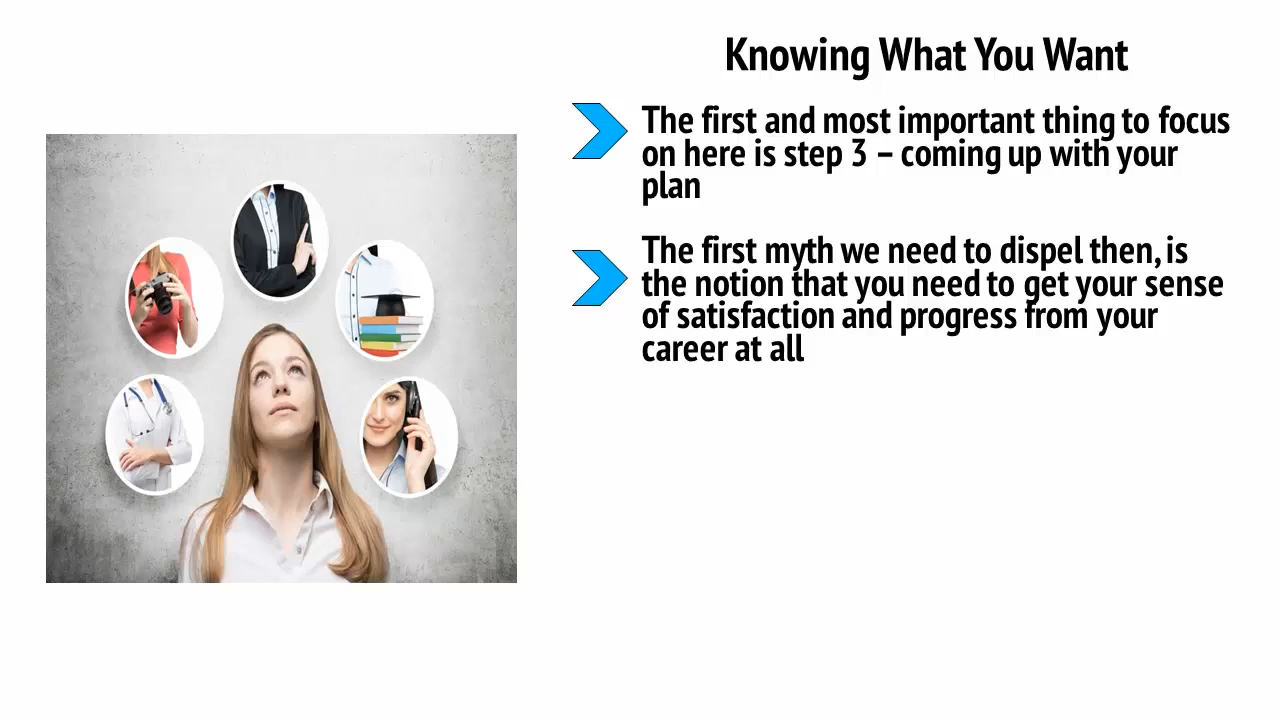 Knowing What You Want
The first and most important thing to focus
on here is step 3 – coming up with your
plan
The first myth we need to dispel then, is
the notion that you need to get your sense
of satisfaction and progress from your
career at all